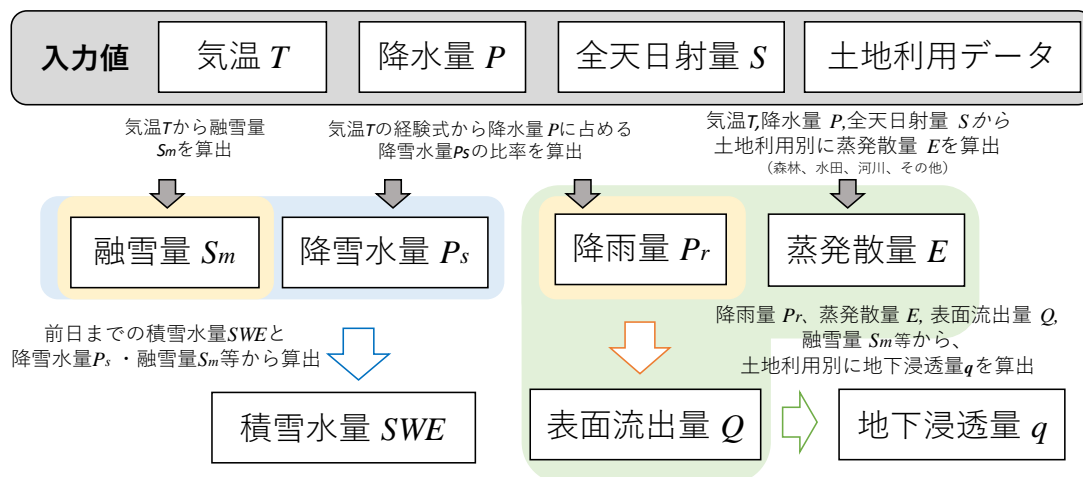 入力値
気温 T
降水量 P
全天日射量 S
土地利用データ
気温Tから融雪量
Smを算出
気温Tの経験式から降水量 Pに占める
降雪水量Psの比率を算出
気温T,降水量 P,全天日射量 Sから
土地利用別に蒸発散量 Eを算出
(森林、水田、河川、その他)
融雪量 Sm
降雪水量 Ps
降雨量 Pr
蒸発散量 E
前日までの積雪水量SWEと
降雪水量Ps ・融雪量Sm等から算出
降雨量 Pr、蒸発散量 E, 表面流出量 Q,
融雪量 Sm等から、
土地利用別に地下浸透量qを算出
積雪水量 SWE
表面流出量 Q
地下浸透量 q